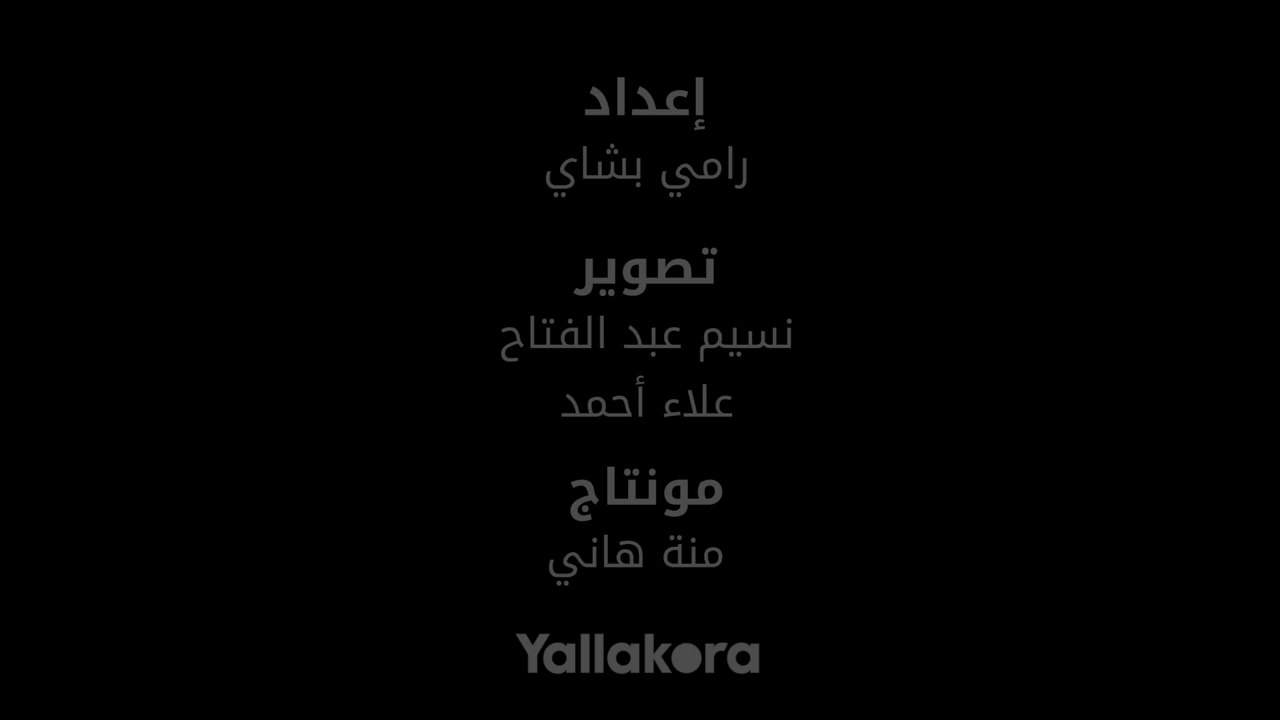 إعداد
رامي بشاي
تصوير
نسيم عبد الفتاح
علاء أحمد
مونتاج
منة هاني
Yallakora